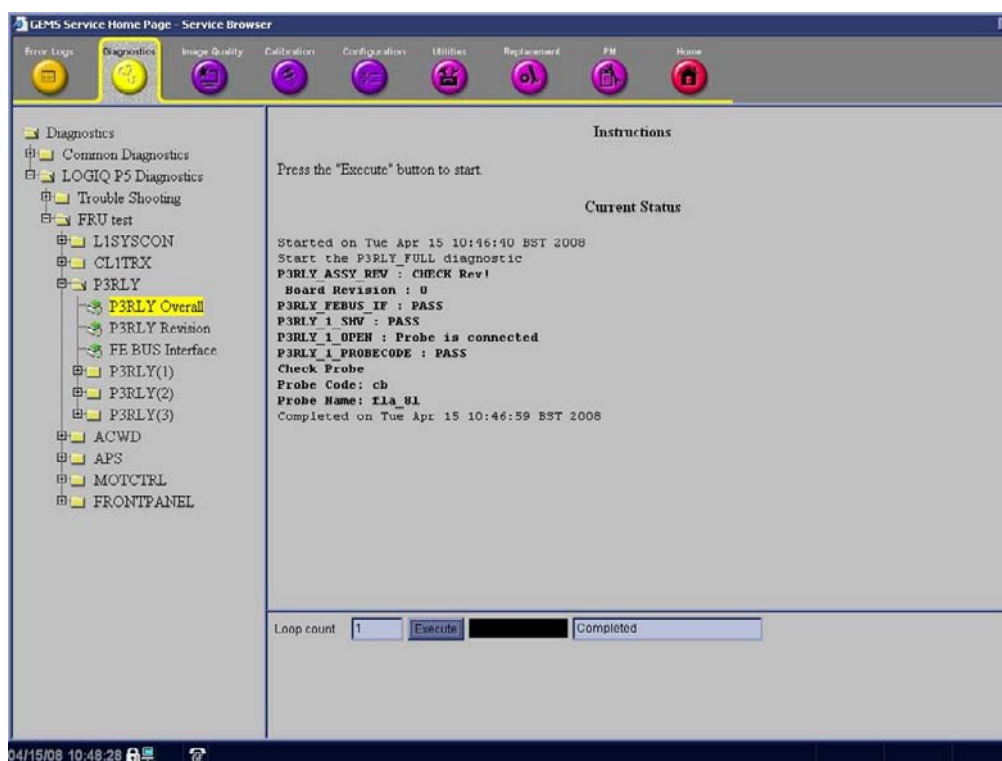 GEMS Service Home Page - Service Browser
Error Logs Diagnostics Image Quality Calibration Configuration Utilities Replacement PM Home
Diagnostics
Common Diagnostics
LOGIQ P5 Diagnostics
Trouble Shooting
FRU test
L1SYSCON
CL1TRX
P3RLY
P3RLY Overall
P3RLY Revision
FE BUS Interface
P3RLY(1)
P3RLY(2)
P3RLY(3)
ACWD
APS
MOTCTRL
FRONTPANEL
Instructions
Press the "Execute" button to start.
Current Status
Started on Tue Apr 15 10:46:40 BST 2008
Start the P3RLY_FULL diagnostic
P3RLY_ASSY_REV : CHECK Rev!
Board Revision : 0
P3RLY_FEBUS_IF : PASS
P3RLY_1_SHV : PASS
P3RLY_1_OPEN : Probe is connected
P3RLY_1_PROBECODE : PASS
Check Probe
Probe Code: cb
Probe Name: fla_8l
Completed on Tue Apr 15 10:46:59 BST 2008
Loop count 1 Execute Completed
04/15/08 10:48:28